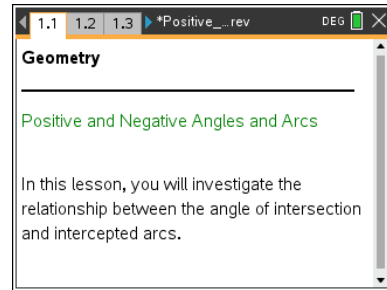 1.1 1.2 1.3 *Positive_...rev DEG
Geometry
Positive and Negative Angles and Arcs
In this lesson, you will investigate the
relationship between the angle of intersection
and intercepted arcs.